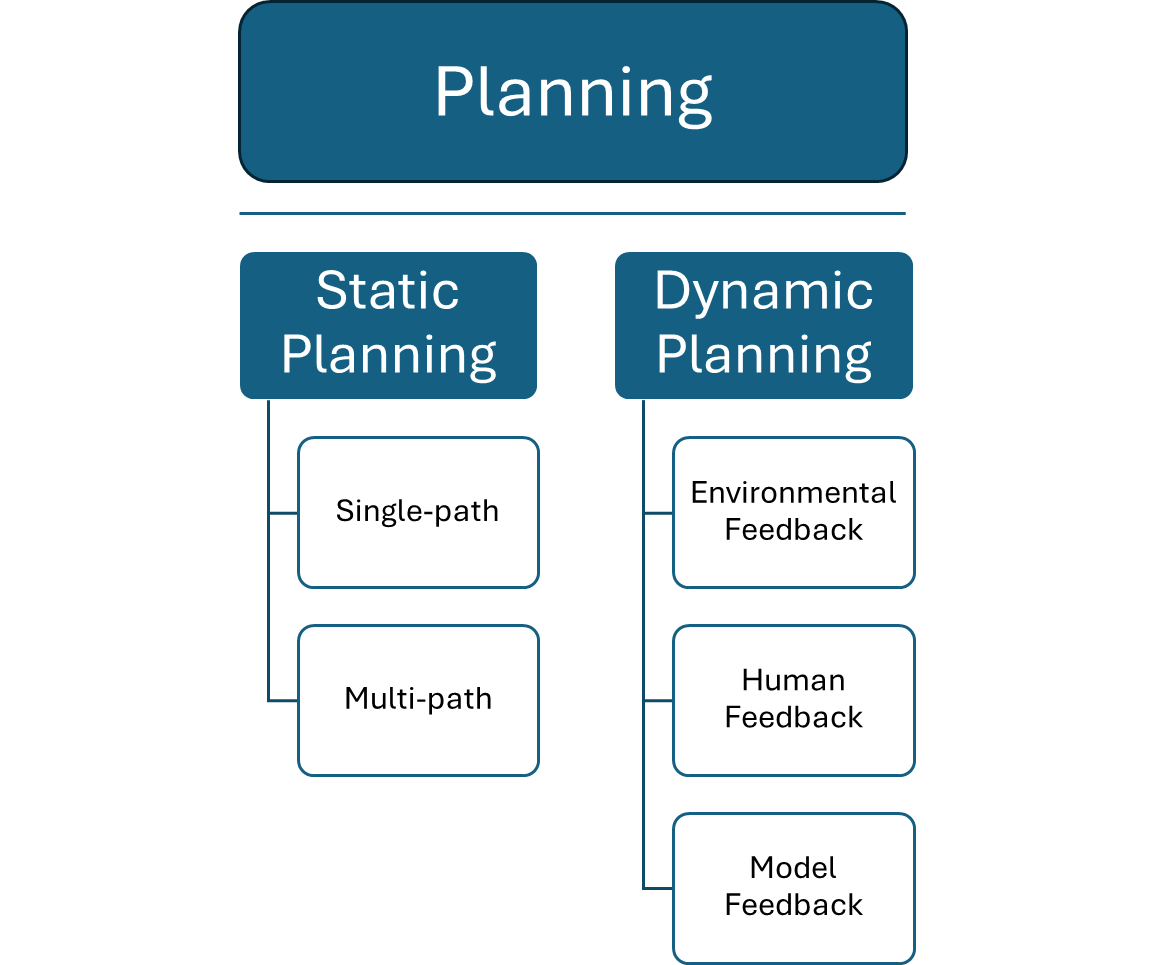 Planning
Static
Planning
Single-path
Multi-path
Dynamic
Planning
Environmental
Feedback
Human
Feedback
Model
Feedback